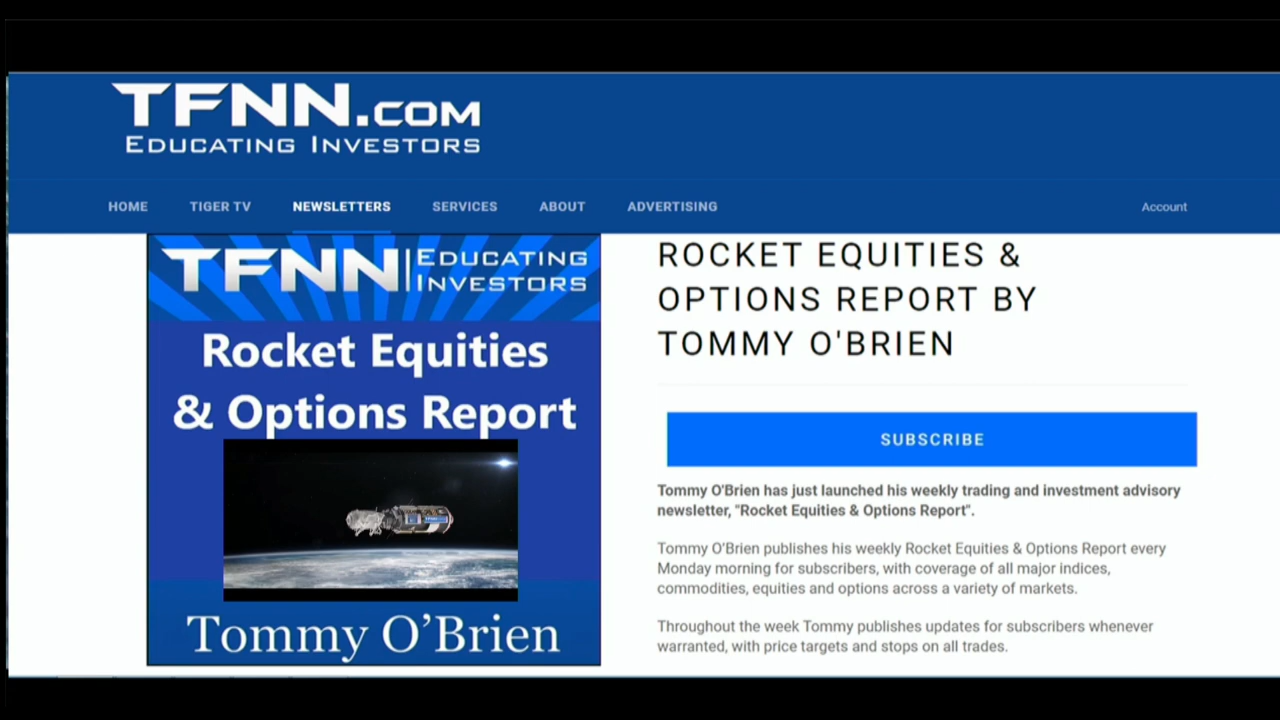 TFNN.COM
EDUCATING INVESTORS
HOME TIGER TV NEWSLETTERS SERVICES ABOUT ADVERTISING Account
TFNN EDUCATING
INVESTORS
Rocket Equities
& Options Report
TFNN
Tommy O’Brien
ROCKET EQUITIES &
OPTIONS REPORT BY
TOMMY O'BRIEN
SUBSCRIBE
Tommy O'Brien has just launched his weekly trading and investment advisory
newsletter, "Rocket Equities & Options Report".
Tommy O’Brien publishes his weekly Rocket Equities & Options Report every
Monday morning for subscribers, with coverage of all major indices,
commodities, equities and options across a variety of markets.
Throughout the week Tommy publishes updates for subscribers whenever
warranted, with price targets and stops on all trades.